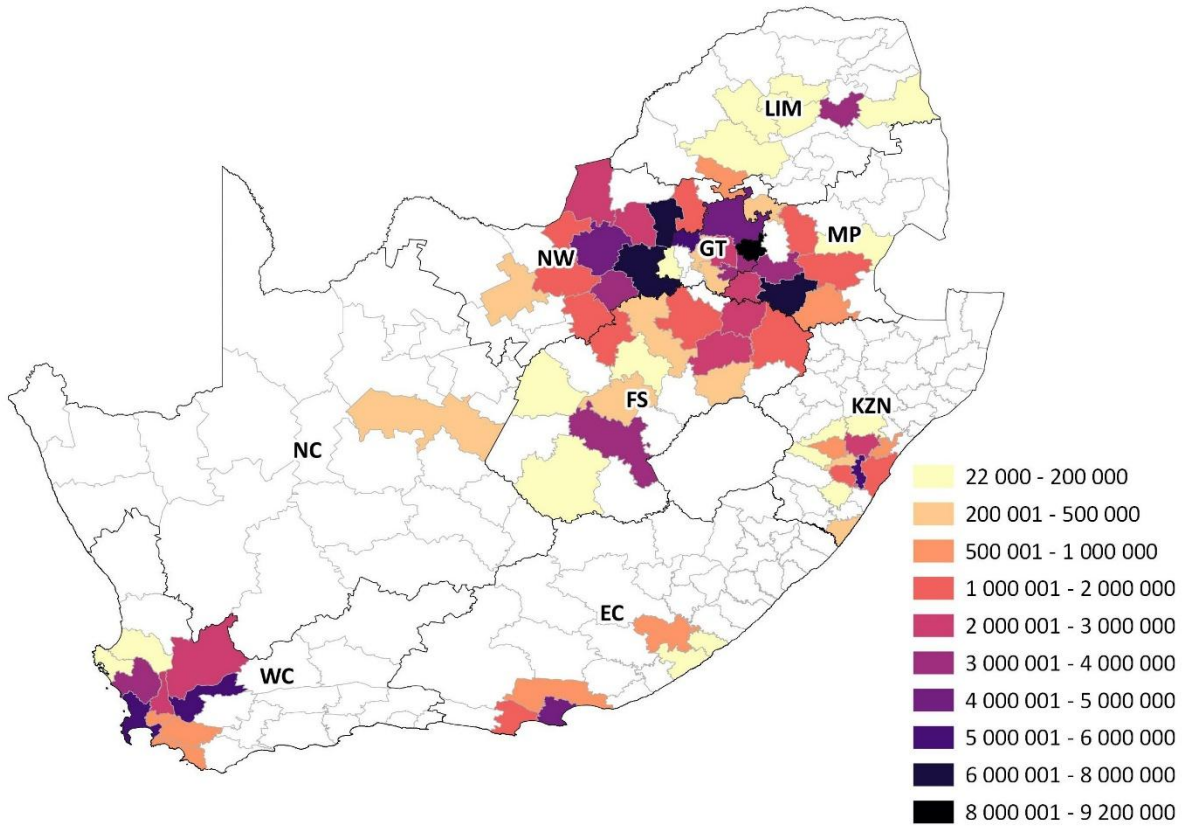 LIM
MP
GT
NW
KZN
FS
NC
EC
WC
22 000 - 200 000
200 001 - 500 000
500 001 - 1 000 000
1 000 001 - 2 000 000
2 000 001 - 3 000 000
3 000 001 - 4 000 000
4 000 001 - 5 000 000
5 000 001 - 6 000 000
6 000 001 - 8 000 000
8 000 001 - 9 200 000